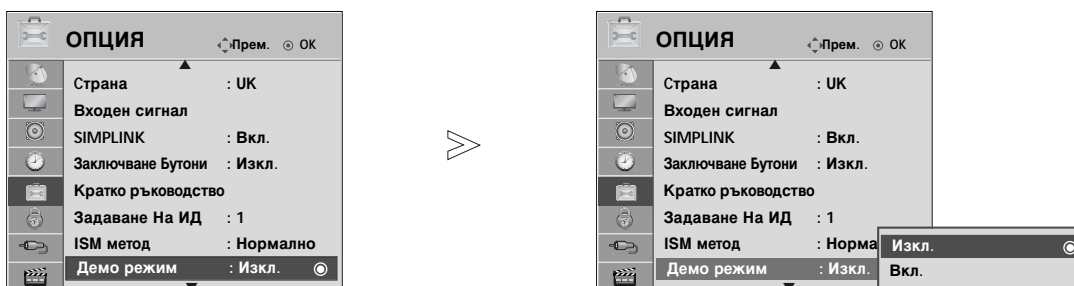 ОПЦИЯ Прем. OK
Страна : UK
Входен сигнал
SIMPLINK : Вкл.
Заключване Бутони : Изкл.
Кратко ръководство
Задаване На ИД : 1
ISM метод : Нормално
Демо режим : Изкл.
ОПЦИЯ Прем. OK
Страна : UK
Входен сигнал
SIMPLINK : Вкл.
Заключване Бутони : Изкл.
Кратко ръководство
Задаване На ИД : 1
ISM метод : Норма
Демо режим : Изкл.
Изкл.
Вкл.